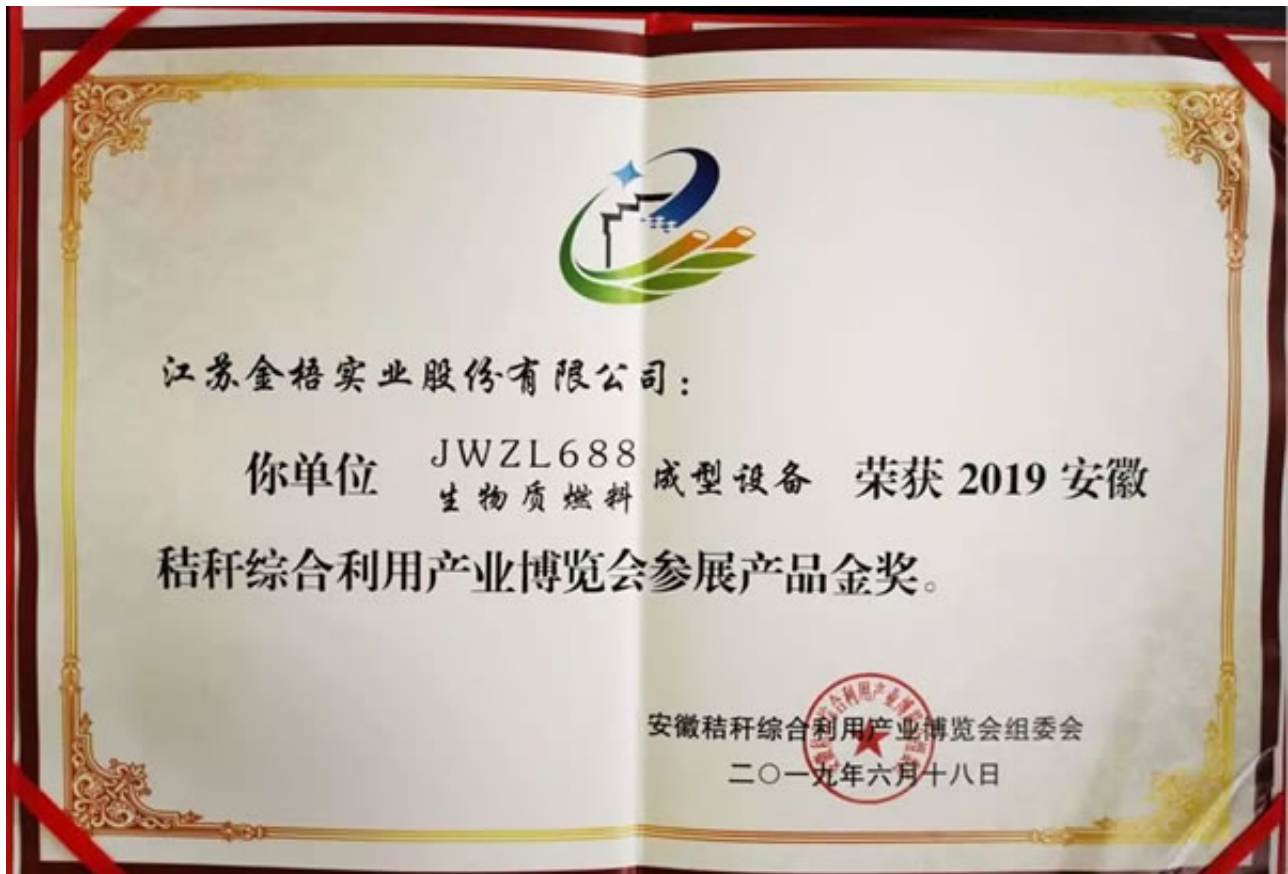 江苏金梧实业股份有限公司：
你单位 JWZL688 生物质燃料 成型设备 荣获 2019 安徽
秸秆综合利用产业博览会参展产品金奖。
安徽秸秆综合利用产业博览会组委会
二〇一九年六月十八日